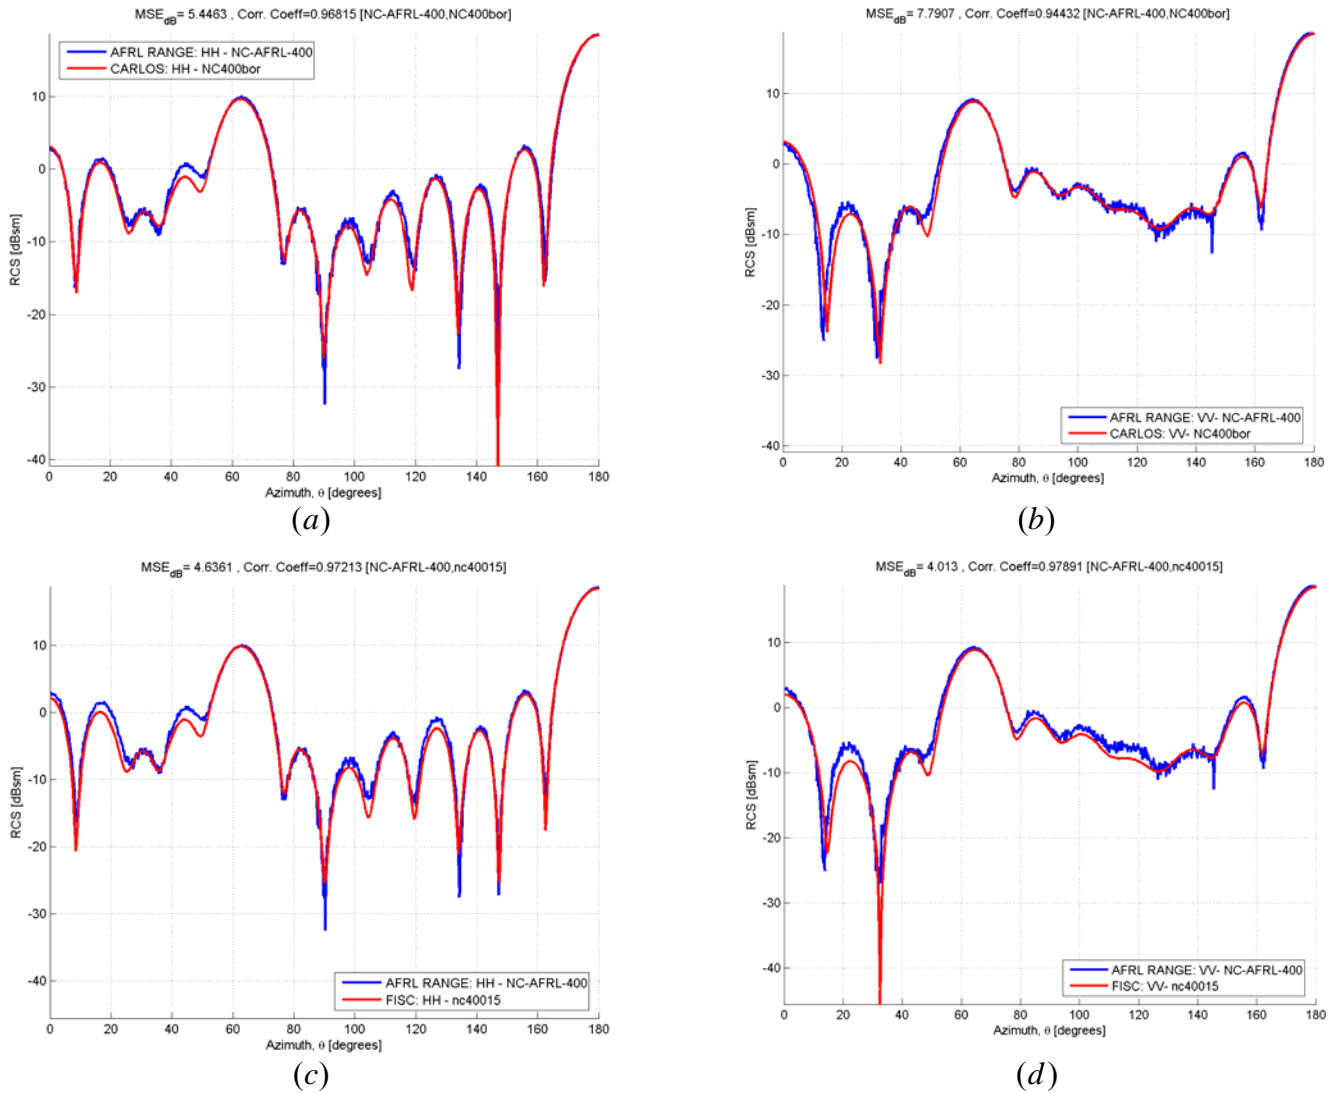 MSE_dB= 5.4463 , Corr. Coeff=0.96815 [NC-AFRL-400,NC400bor]
AFRL RANGE: HH - NC-AFRL-400
CARLOS: HH - NC400bor
10
0
-10
-20
-30
-40
RCS [dBsm]
0 20 40 60 80 100 120 140 160 180
Azimuth, θ [degrees]
(a)
MSE_dB= 7.7907 , Corr. Coeff=0.94432 [NC-AFRL-400,NC400bor]
10
0
-10
-20
-30
-40
RCS [dBsm]
AFRL RANGE: VV- NC-AFRL-400
CARLOS: VV- NC400bor
0 20 40 60 80 100 120 140 160 180
Azimuth, θ [degrees]
(b)
MSE_dB= 4.6361 , Corr. Coeff=0.97213 [NC-AFRL-400,nc40015]
10
0
-10
-20
-30
-40
RCS [dBsm]
AFRL RANGE: HH - NC-AFRL-400
FISC: HH - nc40015
0 20 40 60 80 100 120 140 160 180
Azimuth, θ [degrees]
(c)
MSE_dB= 4.013 , Corr. Coeff=0.97891 [NC-AFRL-400,nc40015]
10
0
-10
-20
-30
-40
RCS [dBsm]
AFRL RANGE: VV- NC-AFRL-400
FISC: VV- nc40015
0 20 40 60 80 100 120 140 160 180
Azimuth, θ [degrees]
(d)